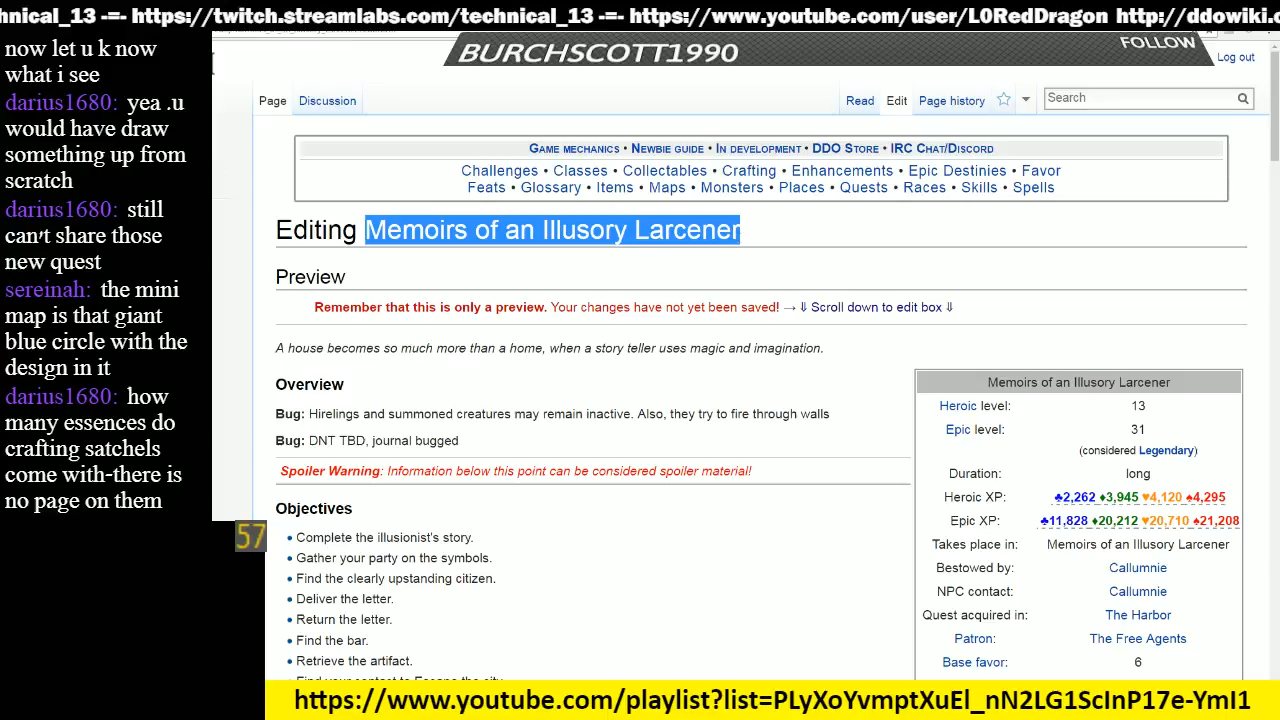 hnical_13 -=- https://twitch.streamlabs.com/technical_13 -=- https://www.youtube.com/user/L0RedDragon http://ddowiki.c
now let u k now
what i see
darius1680: yea .u
would have draw
something up from
scratch
darius1680: still
can't share those
new quest
sereinah: the mini
map is that giant
blue circle with the
design in it
darius1680: how
many essences do
crafting satchels
come with-there is
no page on them
57
BURCHSCOTT1990
FOLLOW
Log out
Page Discussion
Read Edit Page history
Search
Game mechanics • Newbie guide • In development • DDO Store • IRC Chat/Discord
Challenges • Classes • Collectables • Crafting • Enhancements • Epic Destinies • Favor
Feats • Glossary • Items • Maps • Monsters • Places • Quests • Races • Skills • Spells
Editing Memoirs of an Illusory Larcener
Preview
Remember that this is only a preview. Your changes have not yet been saved! → ⇓ Scroll down to edit box ⇓
A house becomes so much more than a home, when a story teller uses magic and imagination.
Overview
Bug: Hirelings and summoned creatures may remain inactive. Also, they try to fire through walls
Bug: DNT TBD, journal bugged
Spoiler Warning: Information below this point can be considered spoiler material!
Objectives
• Complete the illusionist's story.
• Gather your party on the symbols.
• Find the clearly upstanding citizen.
• Deliver the letter.
• Return the letter.
• Find the bar.
• Retrieve the artifact.
• Find your contact to Escape the city.
Memoirs of an Illusory Larcener
Heroic level: 13
Epic level: 31
(considered Legendary)
Duration: long
Heroic XP: ♣2,262 ♦3,945 ♥4,120 ♠4,295
Epic XP: ♣11,828 ♦20,212 ♥20,710 ♠21,208
Takes place in: Memoirs of an Illusory Larcener
Bestowed by: Callumnie
NPC contact: Callumnie
Quest acquired in: The Harbor
Patron: The Free Agents
Base favor: 6
https://www.youtube.com/playlist?list=PLyXoYvmptXuEl_nN2LG1ScInP17e-YmI1